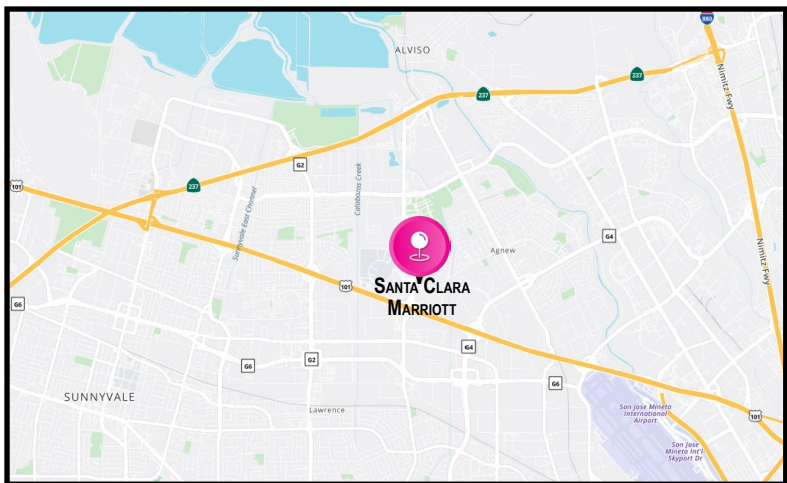 880
ALVISO
237
237
Nimitz Fwy
G2
101
237
Calabazas Creek
Sunnyvale East Channel
Agnew
G4
Nimitz Fwy
101
SANTA CLARA
MARRIOTT
G6
G4
G2
G6
G6
SUNNYVALE
Lawrence
San Jose Mineta
International
Airport
101
San Jose
Mineta Int'l
Skyport Dr